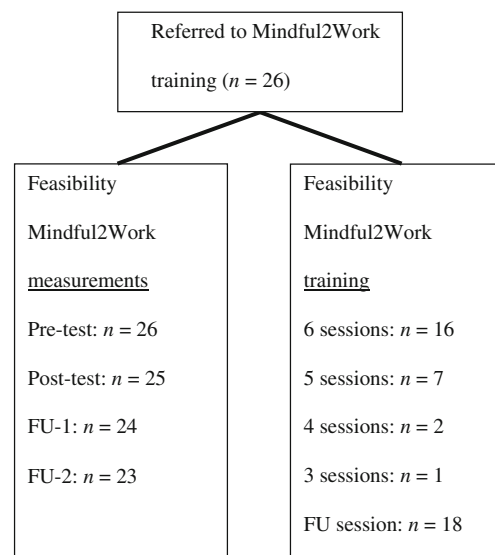 Referred to Mindful2Work
training (n = 26)
Feasibility
Mindful2Work
measurements
Pre-test: n = 26
Post-test: n = 25
FU-1: n = 24
FU-2: n = 23
Feasibility
Mindful2Work
training
6 sessions: n = 16
5 sessions: n = 7
4 sessions: n = 2
3 sessions: n = 1
FU session: n = 18